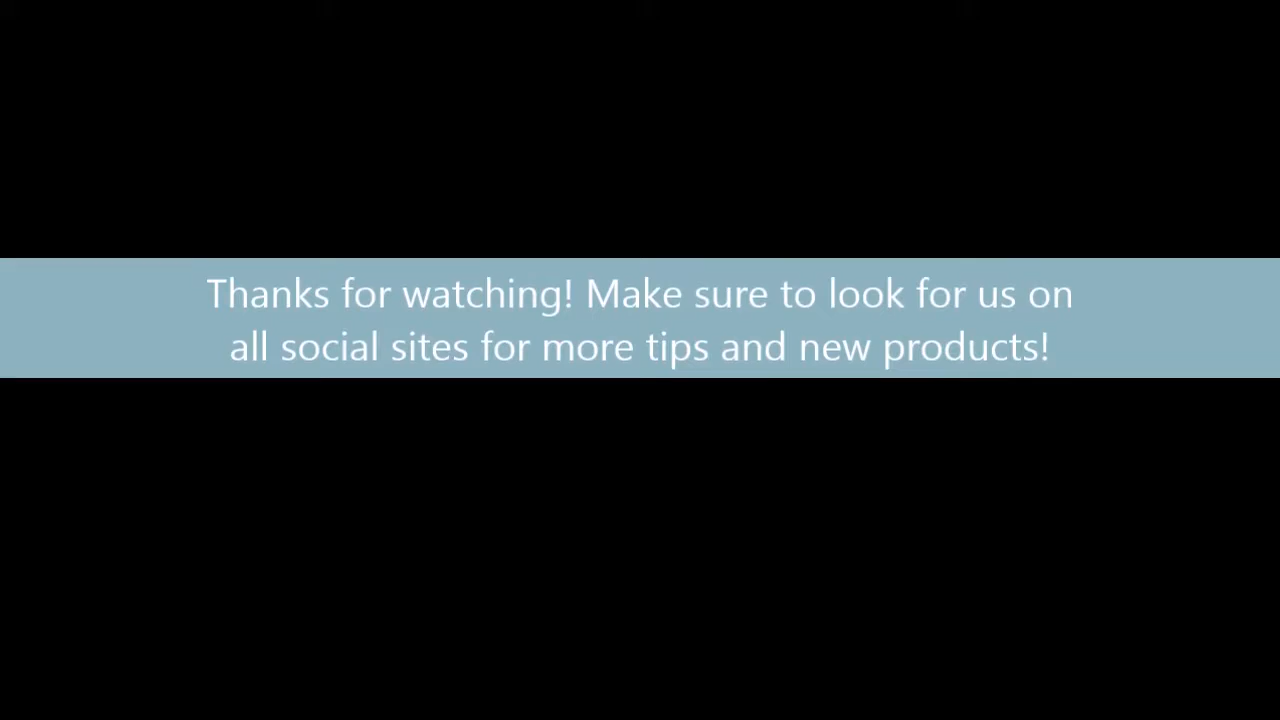 Thanks for watching! Make sure to look for us on
all social sites for more tips and new products!